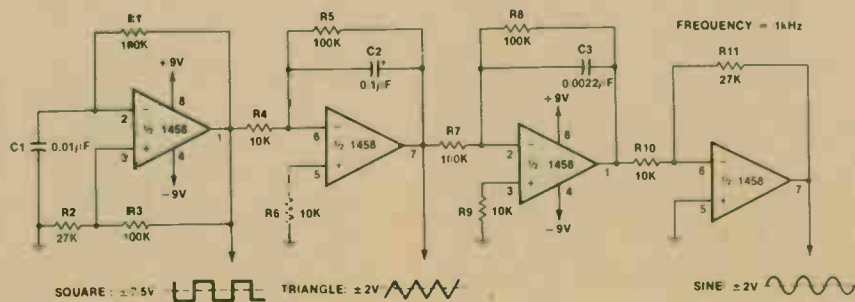 R1
100K
R5
100K
R8
100K
FREQUENCY = 1kHz
C2
+
0.1µF
C3
0.0022µF
R11
27K
+9V
8
+9V
8
2
−
½ 1458
3
+
1
4
−9V
C1
0.01µF
R4
10K
6
−
½ 1458
5
+
7
R7
100K
2
−
½ 1458
3
+
1
4
−9V
R10
10K
6
−
½ 1458
5
+
7
R2
27K
R3
100K
R6
10K
R9
10K
SQUARE:
TRIANGLE: ±2V
SINE: ±2V